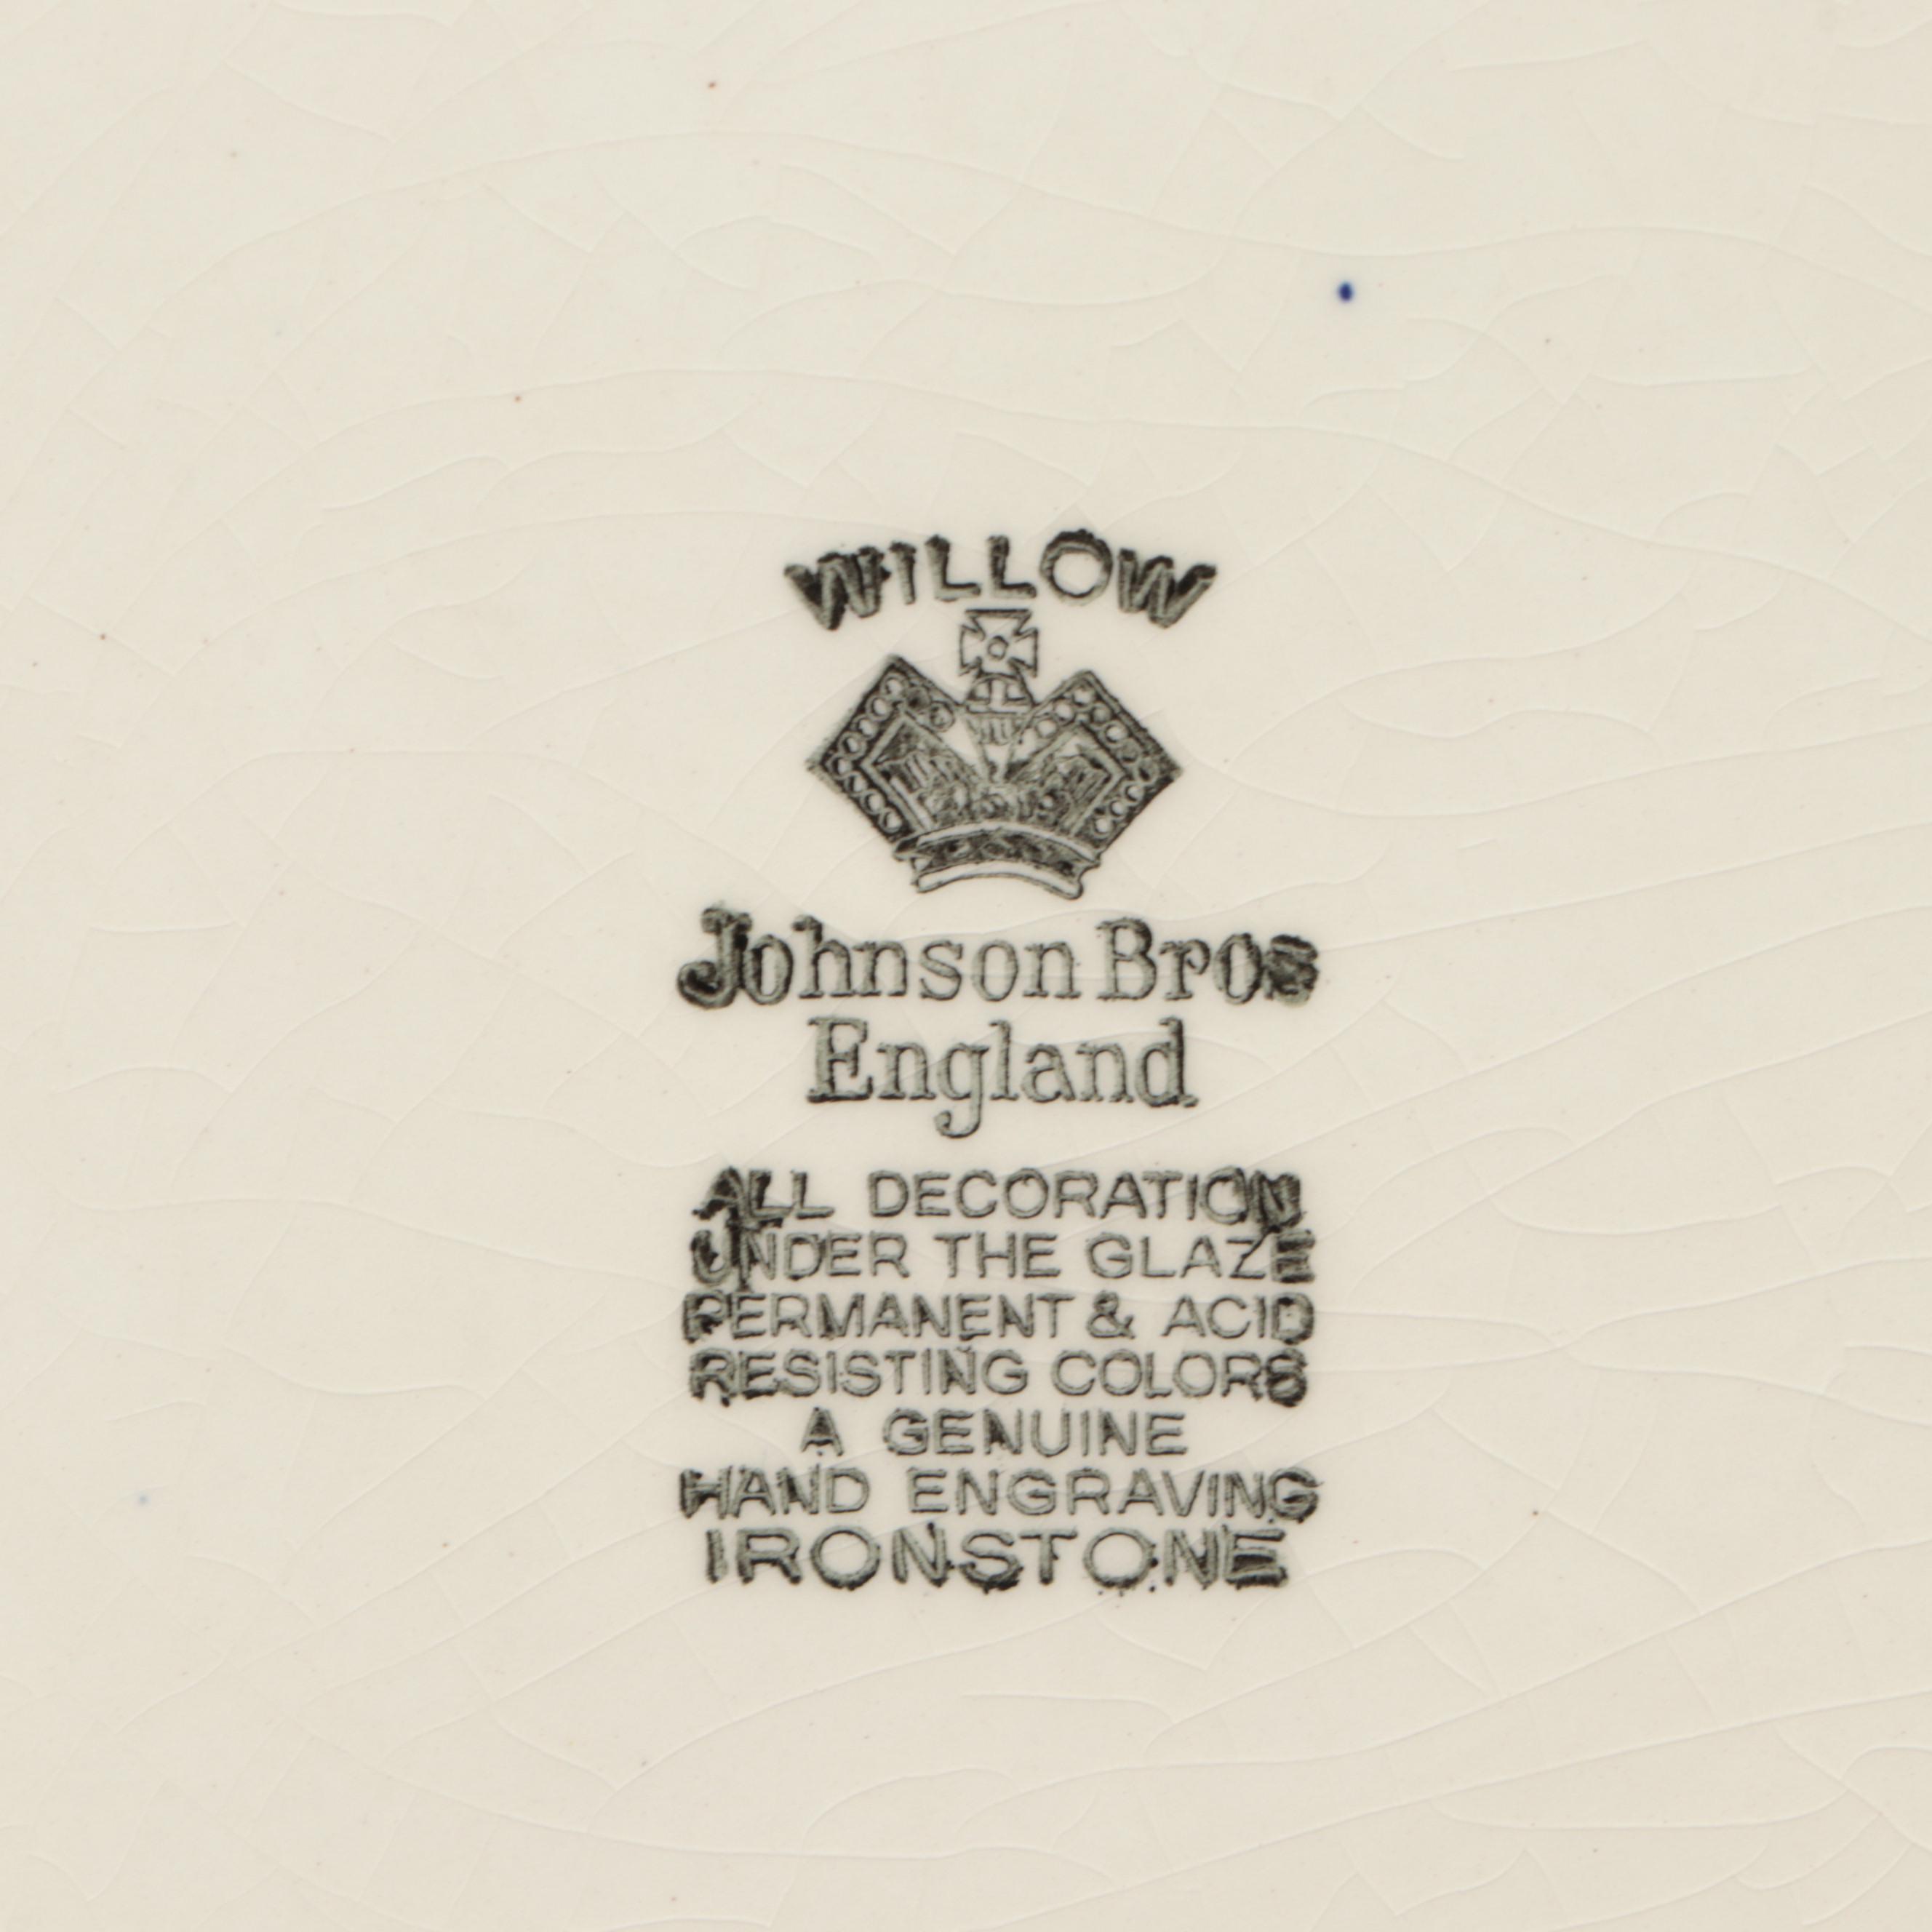 WILLOW
Johnson Bros
England
ALL DECORATION
UNDER THE GLAZE
PERMANENT & ACID
RESISTING COLORS
A GENUINE
HAND ENGRAVING
IRONSTONE